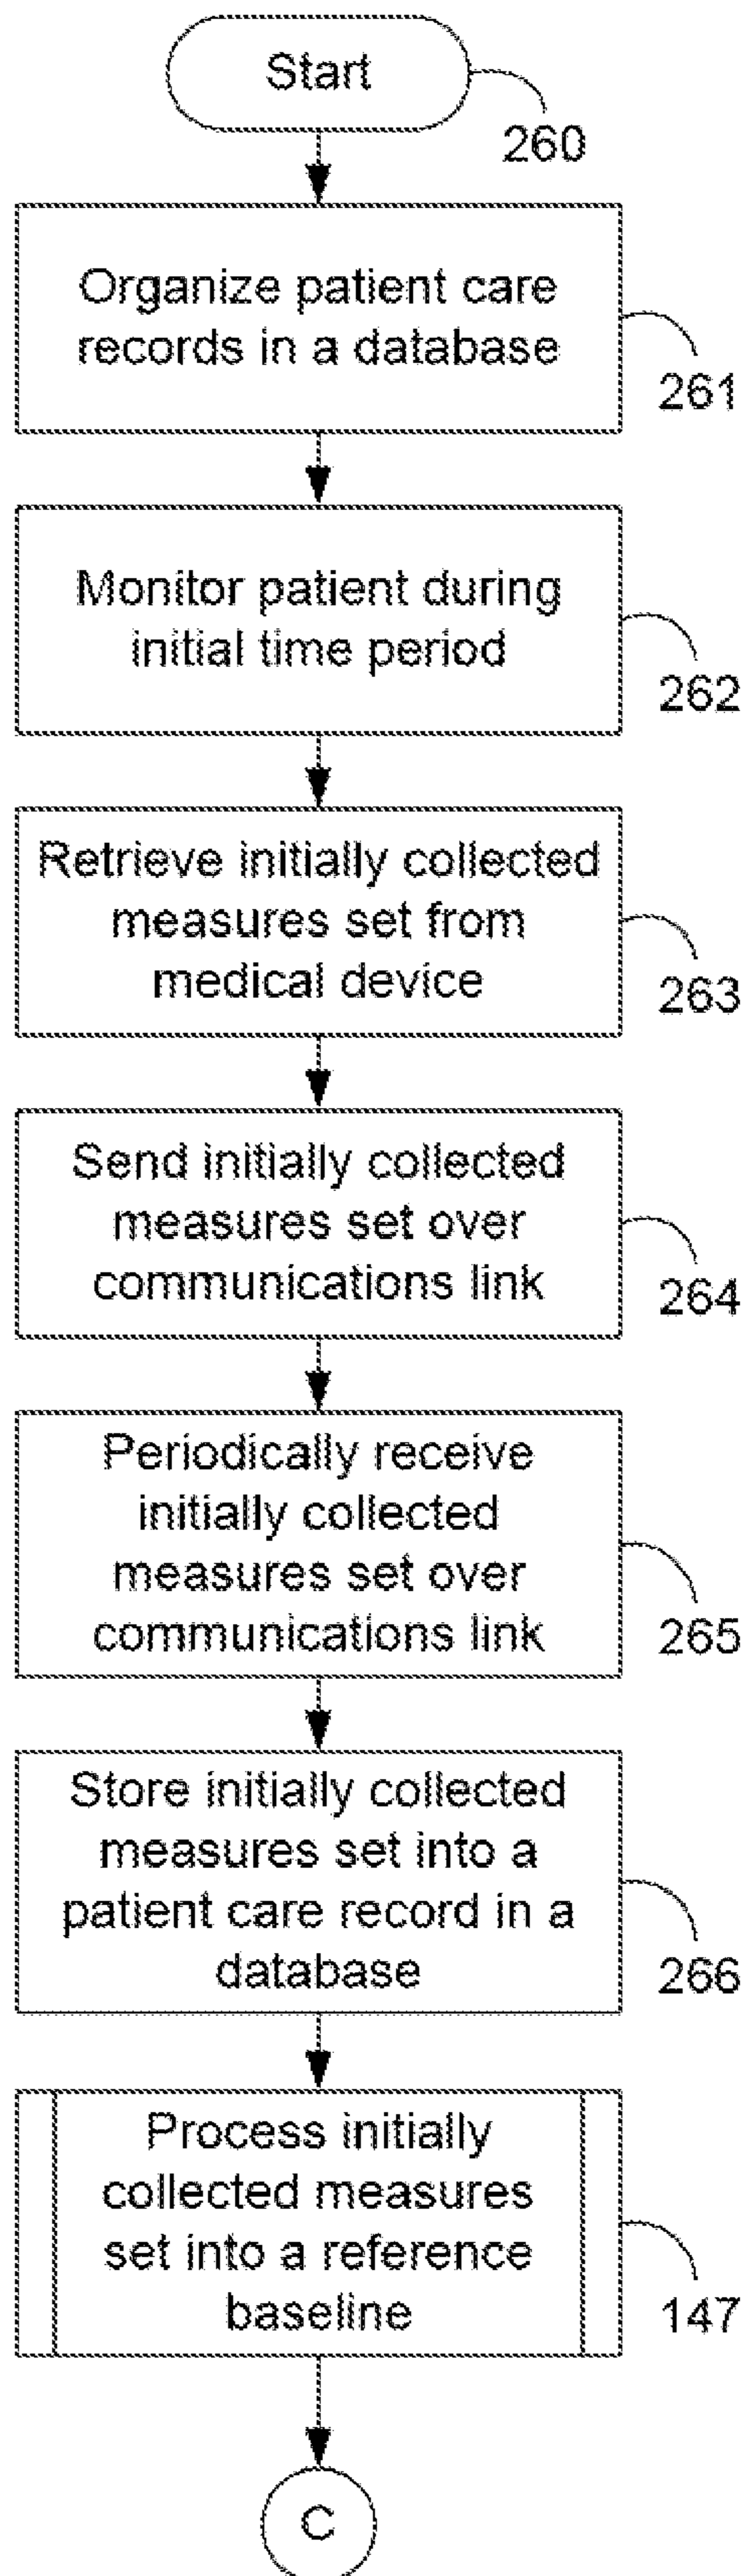 Start
260
Organize patient care
records in a database
261
Monitor patient during
initial time period
262
Retrieve initially collected
measures set from
medical device
263
Send initially collected
measures set over
communications link
264
Periodically receive
initially collected
measures set over
communications link
265
Store initially collected
measures set into a
patient care record in a
database
266
Process initially
collected measures
set into a reference
baseline
147
C